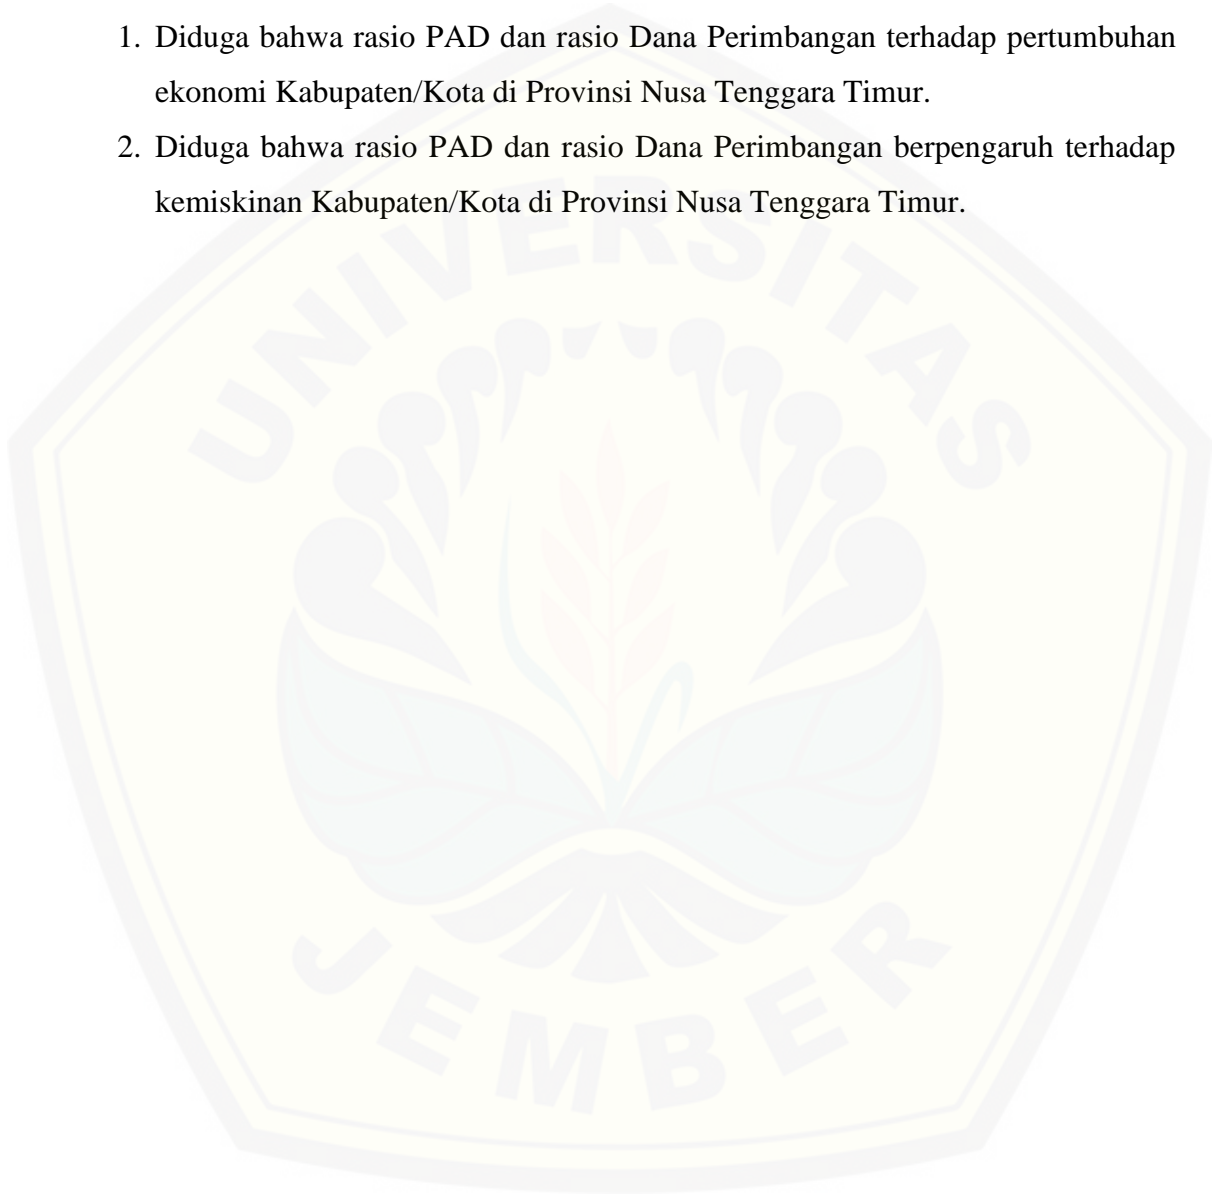 1. Diduga bahwa rasio PAD dan rasio Dana Perimbangan terhadap pertumbuhan
ekonomi Kabupaten/Kota di Provinsi Nusa Tenggara Timur.
2. Diduga bahwa rasio PAD dan rasio Dana Perimbangan berpengaruh terhadap
kemiskinan Kabupaten/Kota di Provinsi Nusa Tenggara Timur.
UNIVERSITAS
JEMBER